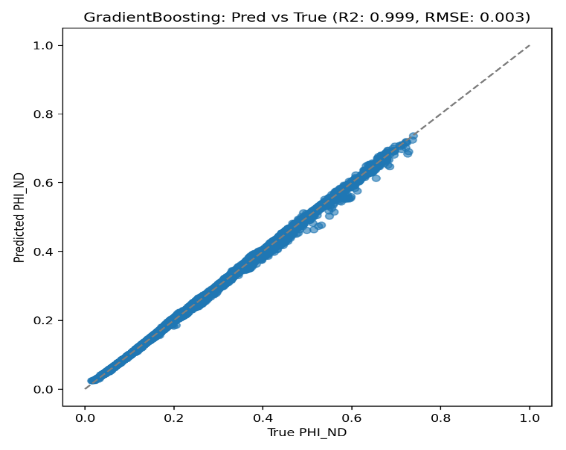 GradientBoosting: Pred vs True (R2: 0.999, RMSE: 0.003)
1.0
0.8
0.6
0.4
0.2
0.0
Predicted PHI_ND
0.0 0.2 0.4 0.6 0.8 1.0
True PHI_ND